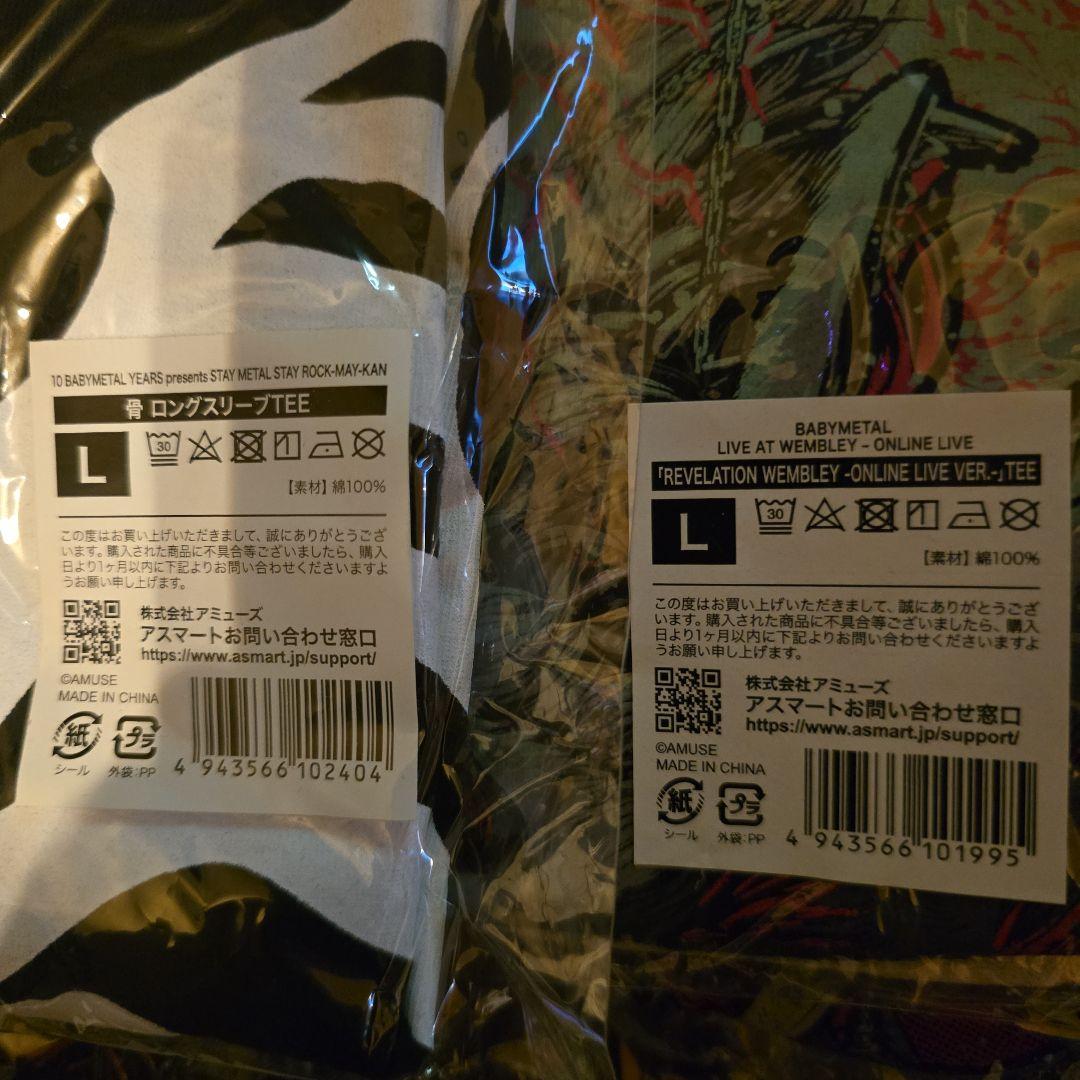 10 BABYMETAL YEARS presents STAY METAL STAY ROCK-MAY-KAN
骨 ロングスリーブTEE
L
30
【素材】綿100%
この度はお買い上げいただきまして、誠にありがとうござ
います。購入された商品に不具合等ございましたら、購入
日より1ヶ月以内に下記よりお問い合わせくださいますよ
うお願い申し上げます。
株式会社アミューズ
アスマートお問い合わせ窓口
https://www.asmart.jp/support/
©AMUSE
MADE IN CHINA
紙
プラ
シール
外袋:PP
4 943566 102404
BABYMETAL
LIVE AT WEMBLEY – ONLINE LIVE
「REVELATION WEMBLEY -ONLINE LIVE VER.-」TEE
L
30
【素材】綿100%
この度はお買い上げいただきまして、誠にありがとうござ
います。購入された商品に不具合等ございましたら、購入
日より1ヶ月以内に下記よりお問い合わせくださいますよ
うお願い申し上げます。
株式会社アミューズ
アスマートお問い合わせ窓口
https://www.asmart.jp/support/
©AMUSE
MADE IN CHINA
紙
プラ
シール
外袋:PP
4 943566 101995